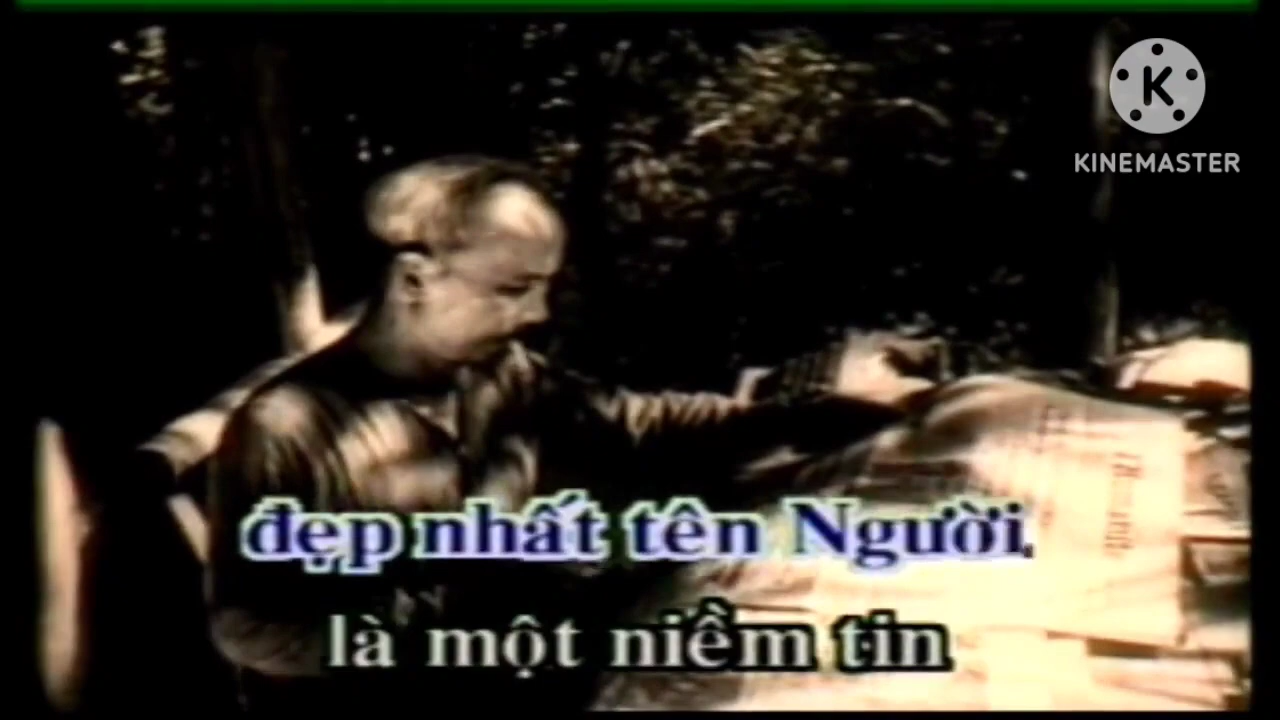 K
KINEMASTER
đẹp nhất tên Người.
là một niềm tin